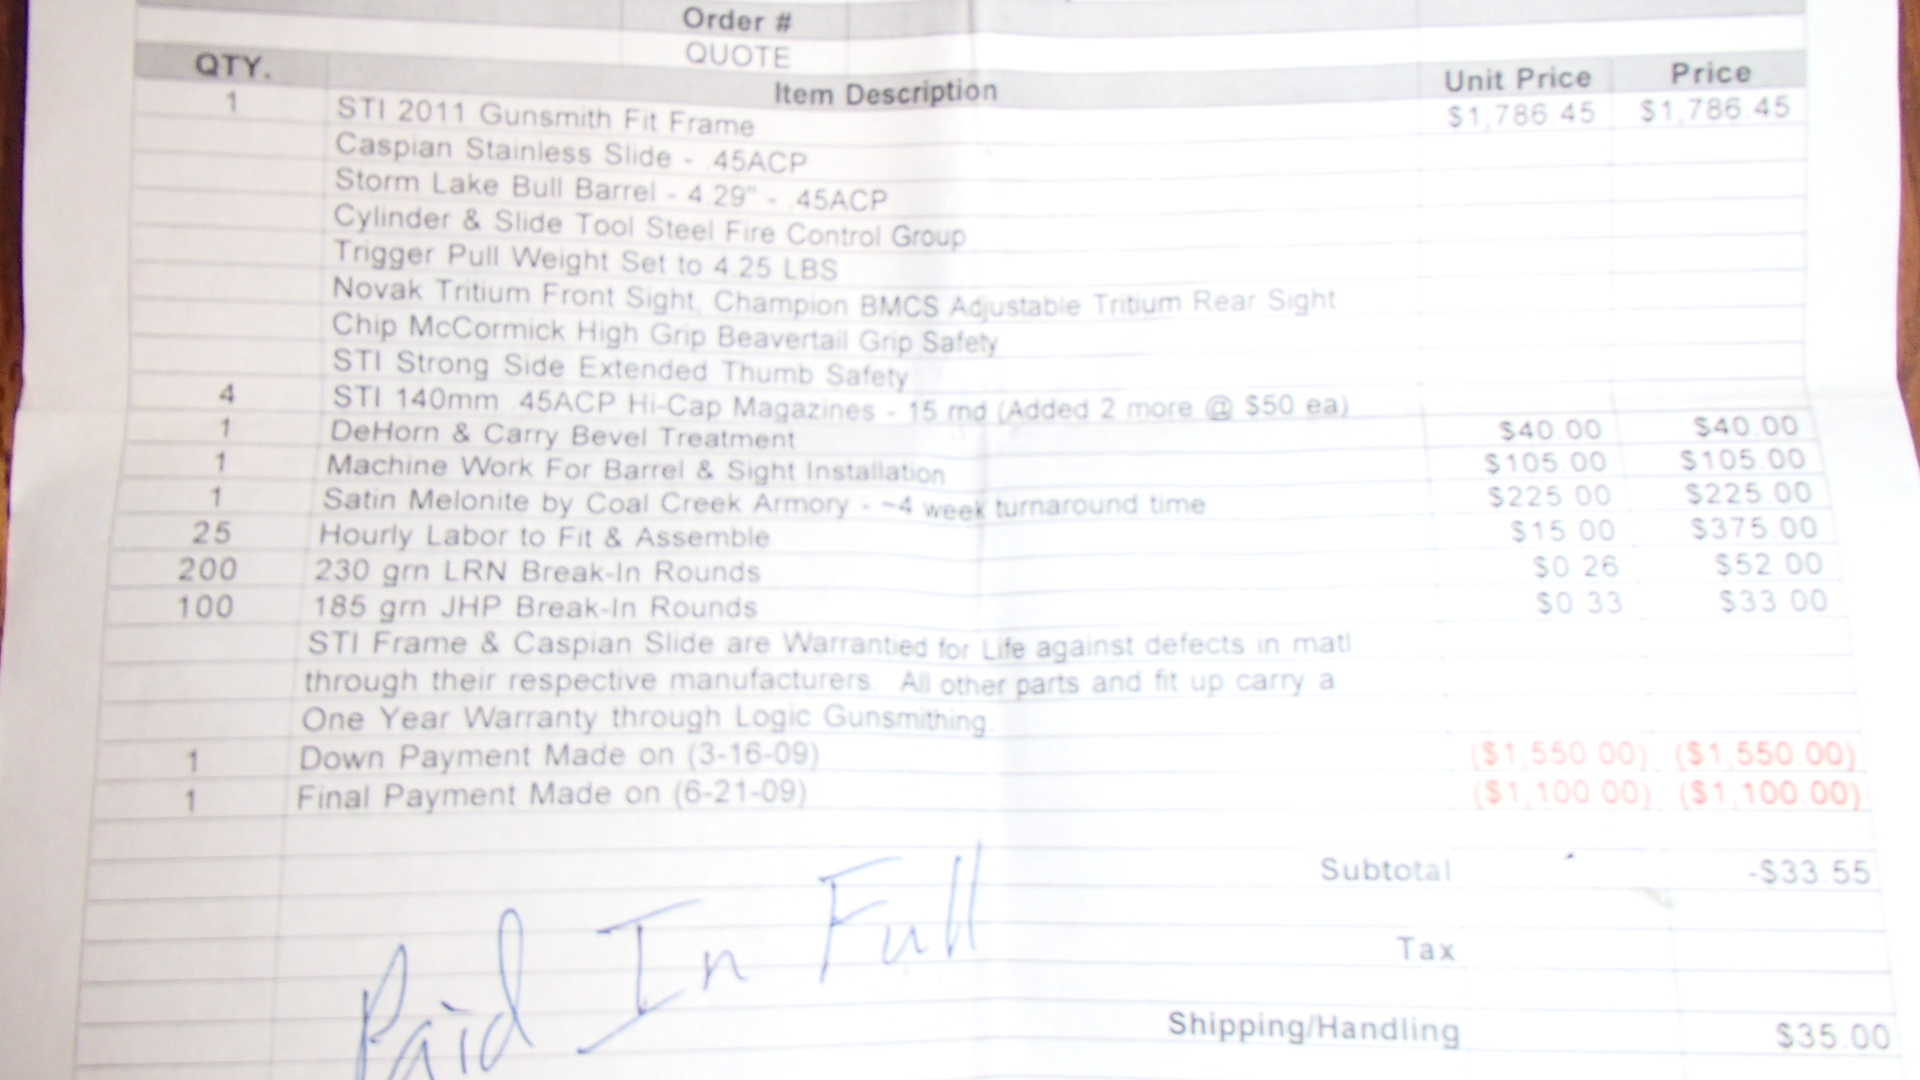 Order #
QUOTE
QTY. Item Description Unit Price Price
1 STI 2011 Gunsmith Fit Frame $1,786.45 $1,786.45
Caspian Stainless Slide - .45ACP
Storm Lake Bull Barrel - 4.29" - .45ACP
Cylinder & Slide Tool Steel Fire Control Group
Trigger Pull Weight Set to 4.25 LBS
Novak Tritium Front Sight, Champion BMCS Adjustable Tritium Rear Sight
Chip McCormick High Grip Beavertail Grip Safety
STI Strong Side Extended Thumb Safety
4 STI 140mm .45ACP Hi-Cap Magazines - 15 rnd (Added 2 more @ $50 ea)
1 DeHorn & Carry Bevel Treatment $40.00 $40.00
1 Machine Work For Barrel & Sight Installation $105.00 $105.00
1 Satin Melonite by Coal Creek Armory - ~4 week turnaround time $225.00 $225.00
25 Hourly Labor to Fit & Assemble $15.00 $375.00
200 230 grn LRN Break-In Rounds $0.26 $52.00
100 185 grn JHP Break-In Rounds $0.33 $33.00
STI Frame & Caspian Slide are Warrantied for Life against defects in matl
through their respective manufacturers. All other parts and fit up carry a
One Year Warranty through Logic Gunsmithing.
1 Down Payment Made on (3-16-09) ($1,550.00) ($1,550.00)
1 Final Payment Made on (6-21-09) ($1,100.00) ($1,100.00)
Subtotal -$33.55
Paid In Full
Tax
Shipping/Handling $35.00